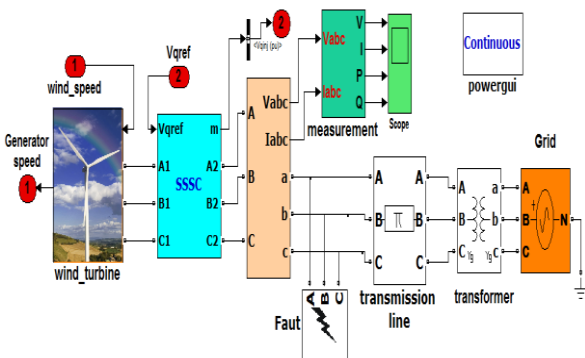 1
wind_speed
Vqref
2
2
<Vqinj (pu)>
Generator
speed
1
wind_turbine
A1
B1
C1
Vqref
m
SSSC
A2
B2
C2
A
B
C
Vabc
Iabc
a
b
c
Vabc
Iabc
V
I
P
Q
measurement
Scope
Continuous
powergui
A
B
C
Faut
A
B
C
π
A
B
C
transmission
line
A
B
C
Yg
a
b
c
Yg
transformer
Grid
A
B
C
N